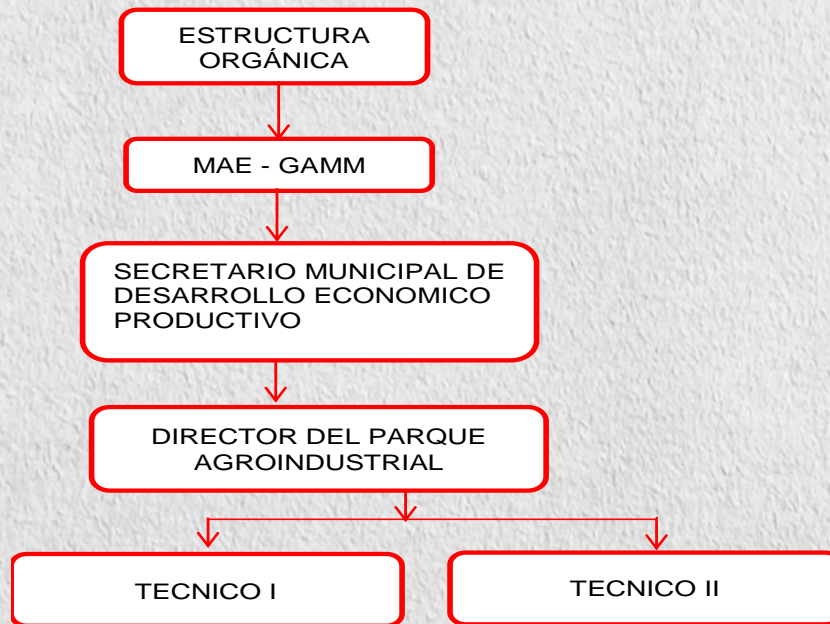 ESTRUCTURA
ORGÁNICA
MAE - GAMM
SECRETARIO MUNICIPAL DE
DESARROLLO ECONOMICO
PRODUCTIVO
DIRECTOR DEL PARQUE
AGROINDUSTRIAL
TECNICO I
TECNICO II